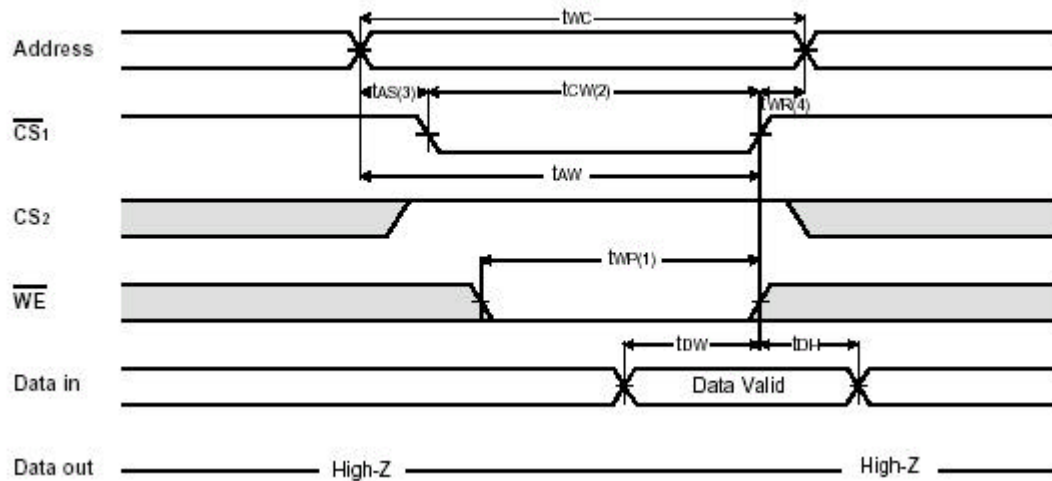 tWC
Address
tAS(3) tCW(2) tWR(4)
CS1
tAW
CS2
tWP(1)
WE
tDW tDH
Data in Data Valid
Data out High-Z High-Z